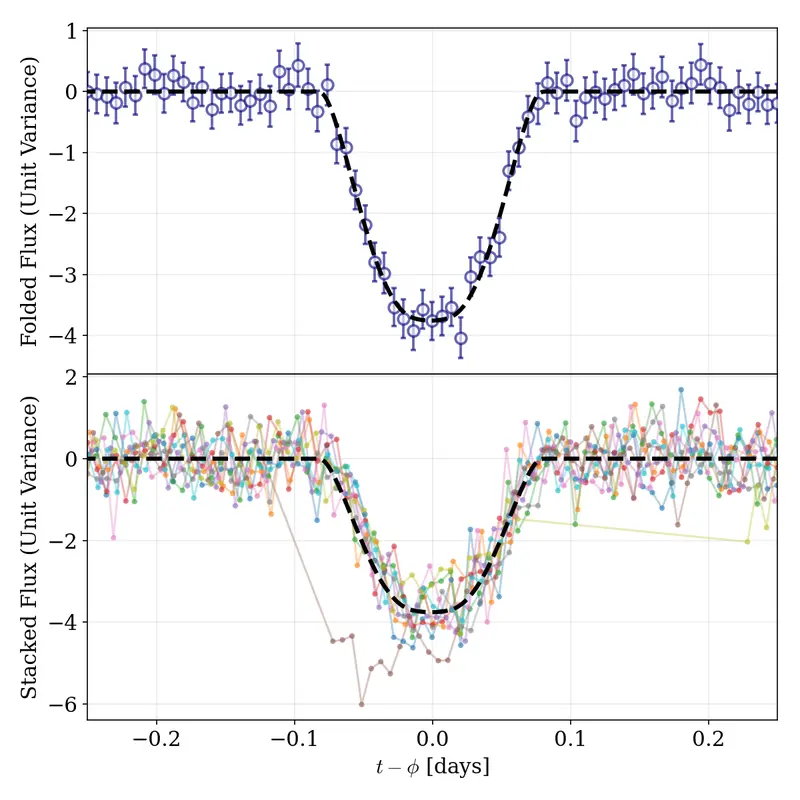 Folded Flux (Unit Variance)
1
0
−1
−2
−3
−4
Stacked Flux (Unit Variance)
2
0
−2
−4
−6
−0.2 −0.1 0.0 0.1 0.2
t − ϕ [days]